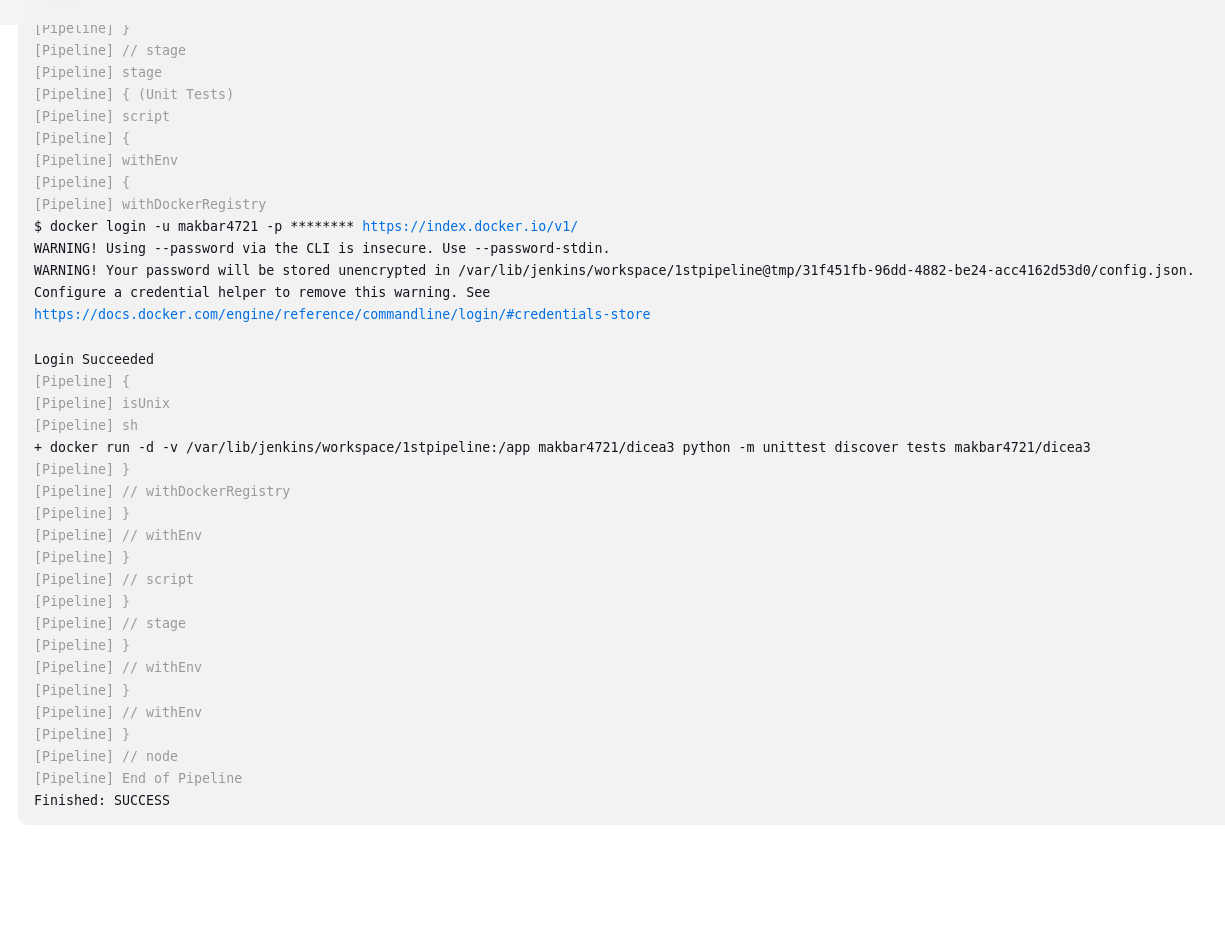 [Pipeline] }
[Pipeline] // stage
[Pipeline] stage
[Pipeline] { (Unit Tests)
[Pipeline] script
[Pipeline] {
[Pipeline] withEnv
[Pipeline] {
[Pipeline] withDockerRegistry
$ docker login -u makbar4721 -p ******** https://index.docker.io/v1/
WARNING! Using --password via the CLI is insecure. Use --password-stdin.
WARNING! Your password will be stored unencrypted in /var/lib/jenkins/workspace/1stpipeline@tmp/31f451fb-96dd-4882-be24-acc4162d53d0/config.json.
Configure a credential helper to remove this warning. See
https://docs.docker.com/engine/reference/commandline/login/#credentials-store
Login Succeeded
[Pipeline] {
[Pipeline] isUnix
[Pipeline] sh
+ docker run -d -v /var/lib/jenkins/workspace/1stpipeline:/app makbar4721/dicea3 python -m unittest discover tests makbar4721/dicea3
[Pipeline] }
[Pipeline] // withDockerRegistry
[Pipeline] }
[Pipeline] // withEnv
[Pipeline] }
[Pipeline] // script
[Pipeline] }
[Pipeline] // stage
[Pipeline] }
[Pipeline] // withEnv
[Pipeline] }
[Pipeline] // withEnv
[Pipeline] }
[Pipeline] // node
[Pipeline] End of Pipeline
Finished: SUCCESS